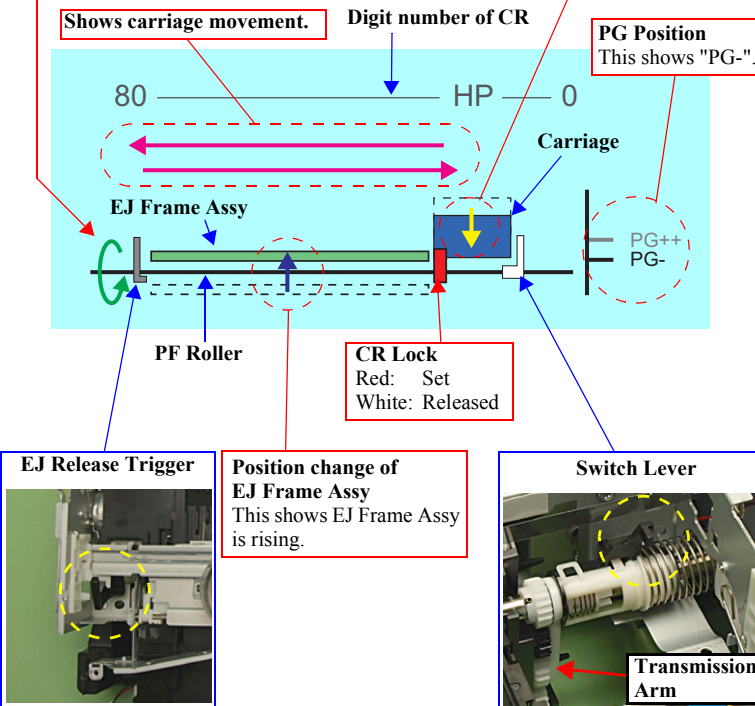 Shows carriage movement.
Digit number of CR
PG Position
This shows "PG-".
80
HP
0
Carriage
EJ Frame Assy
PG++
PG-
PF Roller
CR Lock
Red: Set
White: Released
EJ Release Trigger
Position change of
EJ Frame Assy
This shows EJ Frame Assy
is rising.
Switch Lever
Transmission
Arm